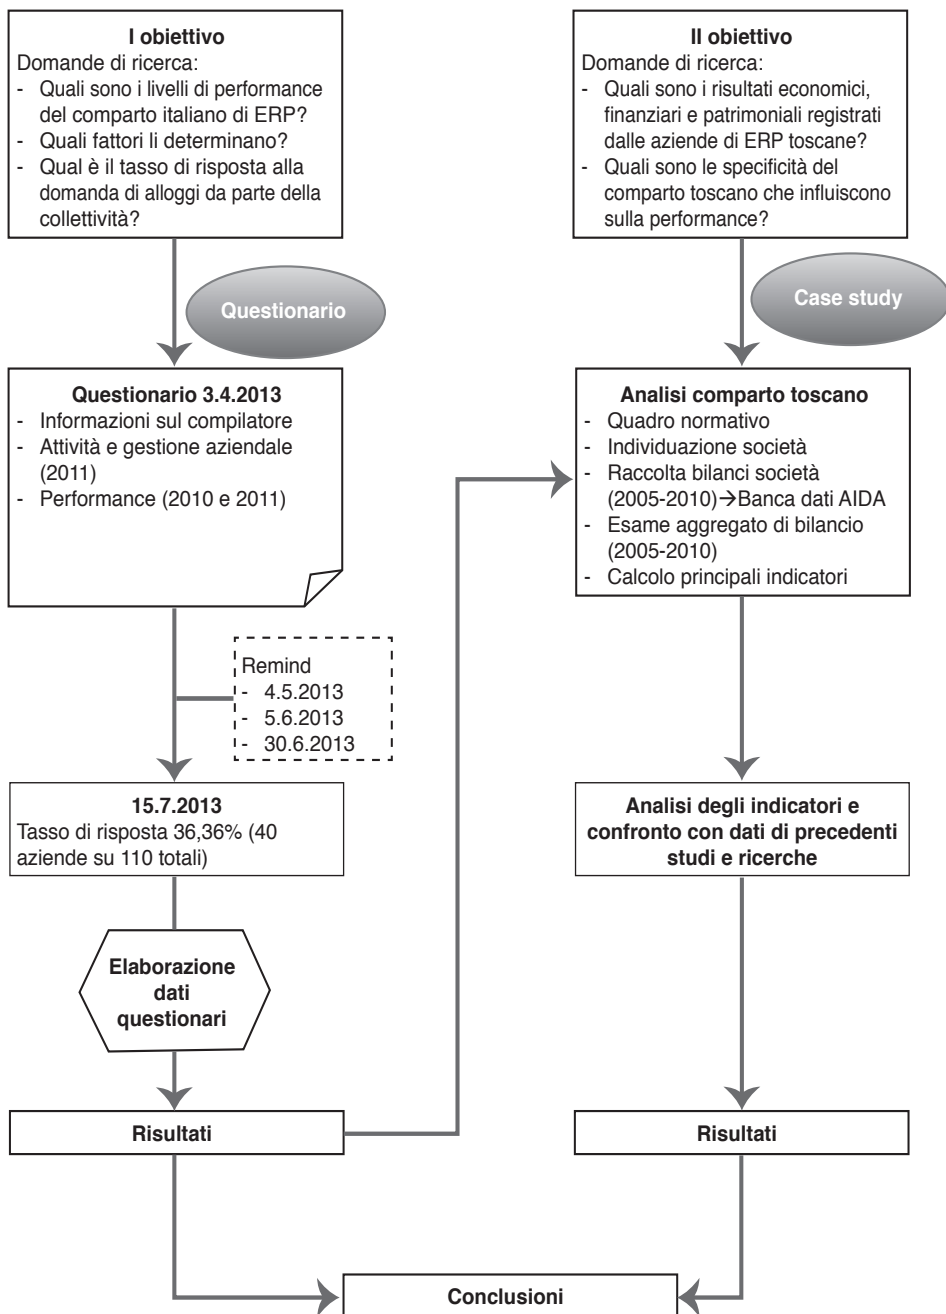 I obiettivo
Domande di ricerca:
- Quali sono i livelli di performance
del comparto italiano di ERP?
- Quali fattori li determinano?
- Qual è il tasso di risposta alla
domanda di alloggi da parte della
collettività?
Questionario
Questionario 3.4.2013
- Informazioni sul compilatore
- Attività e gestione aziendale
(2011)
- Performance (2010 e 2011)
Remind
- 4.5.2013
- 5.6.2013
- 30.6.2013
15.7.2013
Tasso di risposta 36,36% (40
aziende su 110 totali)
Elaborazione
dati
questionari
Risultati
II obiettivo
Domande di ricerca:
- Quali sono i risultati economici,
finanziari e patrimoniali registrati
dalle aziende di ERP toscane?
- Quali sono le specificità del
comparto toscano che influiscono
sulla performance?
Case study
Analisi comparto toscano
- Quadro normativo
- Individuazione società
- Raccolta bilanci società
(2005-2010)→Banca dati AIDA
- Esame aggregato di bilancio
(2005-2010)
- Calcolo principali indicatori
Analisi degli indicatori e
confronto con dati di precedenti
studi e ricerche
Risultati
Conclusioni